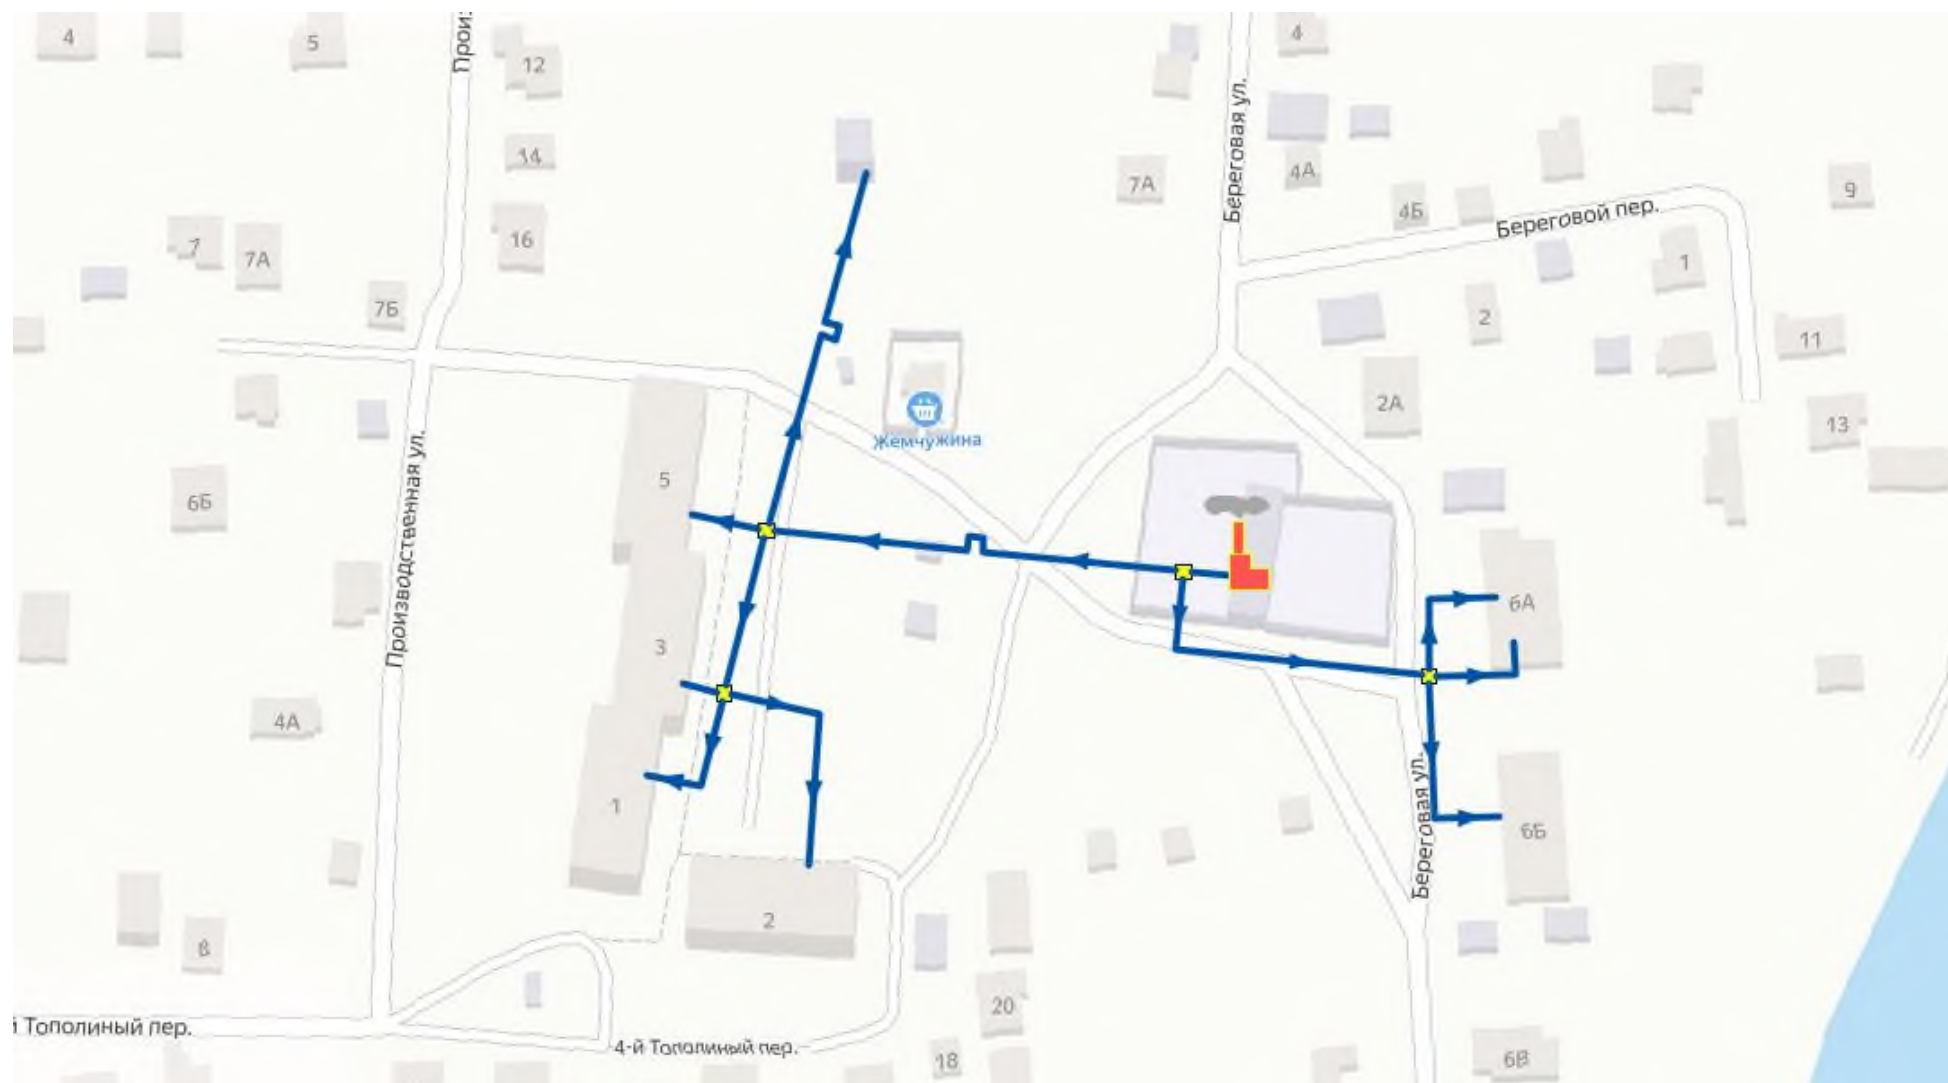 4
5
Произ
12
14
16
7
7А
7Б
4
Береговая ул.
7А
4А
4Б
Береговой пер.
9
1
2
11
2А
13
Жемчужина
5
6Б
Производственная ул.
3
6А
4А
1
Береговая ул.
6Б
2
8
й Тополиный пер.
4-й Тополиный пер.
20
18
6В